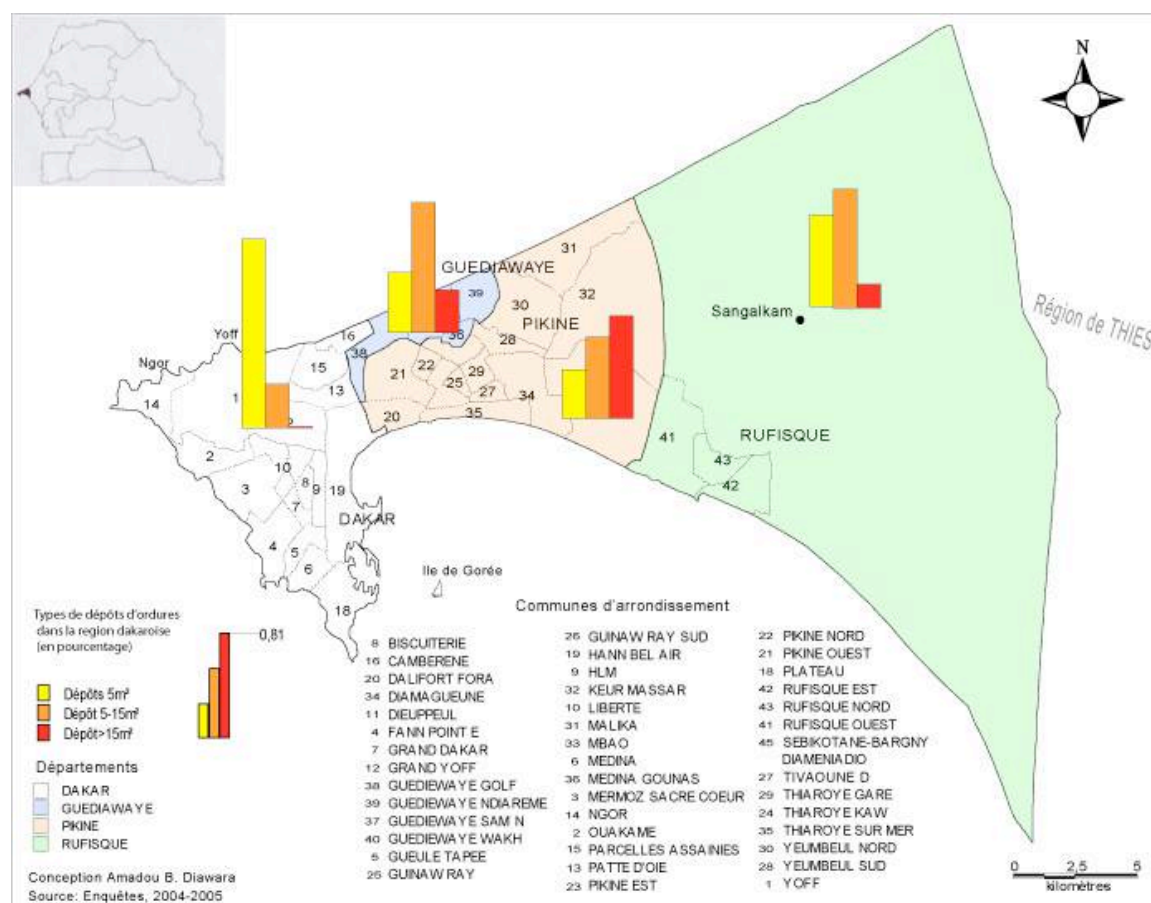 N
31
GUEDIAWAYE
39
32
30
Sangalkam
Région de THIES
PIKINE
Yoff
16
36
28
Ngor
38
15
22
29
21
1
13
25
27
34
14
20
35
41
RUFISQUE
2
10
43
3
8
9
19
42
7
DAKAR
4
5
6
Ile de Gorée
18
Types de dépôts d'ordures
dans la region dakaroise
(en pourcentage)
0,81
Dépôts 5m²
Dépôt 5-15m²
Dépôt>15m²
Départements
DAKAR
GUEDIAWAYE
PIKINE
RUFISQUE
Conception Amadou B. Diawara
Source: Enquêtes, 2004-2005
Communes d'arrondissement
8 BISCUITERIE
16 CAMBERENE
20 DALIFORT FORA
34 DIAMAGUEUNE
11 DIEUPPEUL
4 FANN POINT E
7 GRAND DAKAR
12 GRAND YOFF
38 GUEDIEWAYE GOLF
39 GUEDIEWAYE NDIAREME
37 GUEDIEWAYE SAM N
40 GUEDIEWAYE WAKH
5 GUEULE TAPEE
25 GUINAW RAY
26 GUINAW RAY SUD
19 HANN BEL AIR
9 HLM
32 KEUR MASSAR
10 LIBERTE
31 MALIKA
33 MBAO
6 MEDINA
36 MEDINA GOUNAS
3 MERMOZ SACRE COEUR
14 NGOR
2 OUAKAME
15 PARCELLES ASSAINIES
13 PATTE D'OIE
23 PIKINE EST
22 PIKINE NORD
21 PIKINE OUEST
18 PLATEAU
42 RUFISQUE EST
43 RUFISQUE NORD
41 RUFISQUE OUEST
45 SEBIKOTANE-BARGNY
DIAMENIADIO
27 TIVAOUNE D
29 THIAROYE GARE
24 THIAROYE KAW
35 THIAROYE SUR MER
30 YEUMBEUL NORD
28 YEUMBEUL SUD
1 YOFF
0 2,5 5
kilomètres